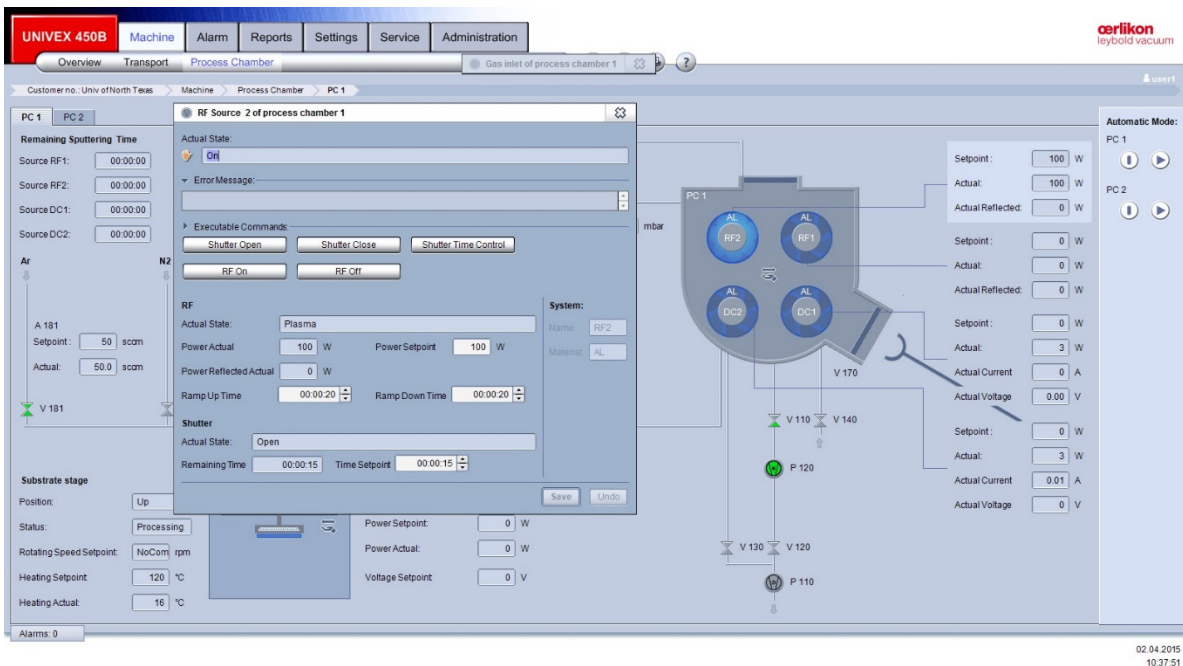 UNIVEX 450B
Machine
Alarm
Reports
Settings
Service
Administration
œrlikon
leybold vacuum
Overview
Transport
Process Chamber
Gas inlet of process chamber 1
?
user1
Customer no.: Univ of North Texas
Machine
Process Chamber
PC 1
PC 1
PC 2
Remaining Sputtering Time
Source RF1: 00:00:00
Source RF2: 00:00:00
Source DC1: 00:00:00
Source DC2: 00:00:00
Ar
N2
A 181
Setpoint: 50 sccm
Actual: 50.0 sccm
V 181
Substrate stage
Position: Up
Status: Processing
Rotating Speed Setpoint: NoCom rpm
Heating Setpoint 120 °C
Heating Actual: 16 °C
Alarms: 0
RF Source 2 of process chamber 1
Actual State:
On
Error Message:
Executable Commands:
Shutter Open
Shutter Close
Shutter Time Control
RF On
RF Off
RF
Actual State: Plasma
Power Actual 100 W
Power Setpoint 100 W
Power Reflected Actual 0 W
Ramp Up Time 00:00:20
Ramp Down Time 00:00:20
Shutter
Actual State: Open
Remaining Time 00:00:15
Time Setpoint 00:00:15
System:
Name: RF2
Material: AL
Save
Undo
Power Setpoint: 0 W
Power Actual: 0 W
Voltage Setpoint 0 V
mbar
PC 1
AL
RF2
AL
RF1
AL
DC2
AL
DC1
V 170
V 110
V 140
P 120
V 130
V 120
P 110
Setpoint: 100 W
Actual: 100 W
Actual Reflected: 0 W
Setpoint: 0 W
Actual: 0 W
Actual Reflected: 0 W
Setpoint: 0 W
Actual: 3 W
Actual Current 0 A
Actual Voltage 0.00 V
Setpoint: 0 W
Actual: 3 W
Actual Current 0.01 A
Actual Voltage 0 V
Automatic Mode:
PC 1
PC 2
02.04.2015
10:37:51